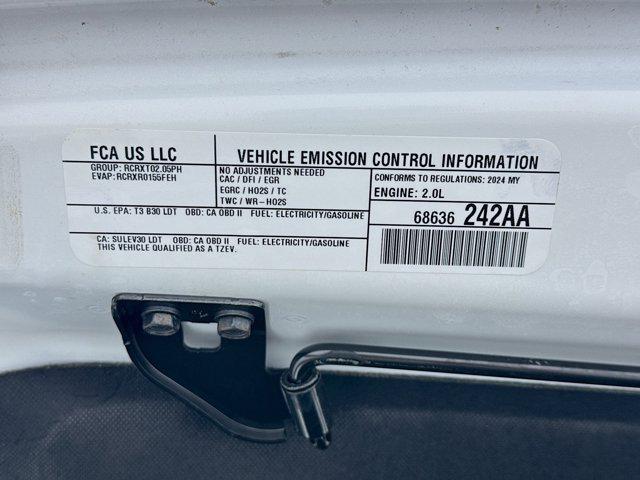 FCA US LLC
GROUP: RCRXT02.05PH
EVAP: RCRXR0155FEH
VEHICLE EMISSION CONTROL INFORMATION
NO ADJUSTMENTS NEEDED
CAC / DFI / EGR
EGRC / HO2S / TC
TWC / WR-HO2S
CONFORMS TO REGULATIONS: 2024 MY
ENGINE: 2.0L
U.S. EPA: T3 B30 LDT OBD: CA OBD II FUEL: ELECTRICITY/GASOLINE
68636 242AA
CA: SULEV30 LDT OBD: CA OBD II FUEL: ELECTRICITY/GASOLINE
THIS VEHICLE QUALIFIED AS A TZEV.